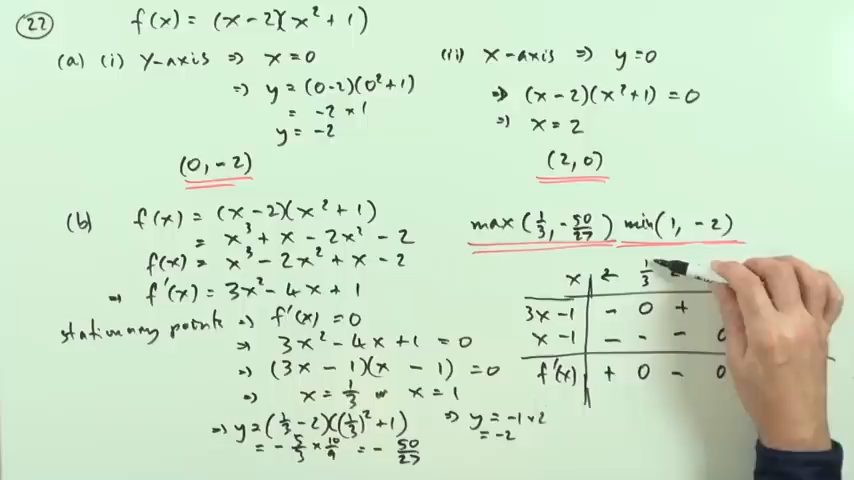 22
f(x) = (x-2)(x²+1)
(a) (i) Y-axis ⇒ x=0
⇒ y = (0-2)(0²+1)
= -2×1
y = -2
(0,-2)
(ii) x-axis ⇒ y=0
⇒ (x-2)(x²+1) = 0
⇒ x = 2
(2,0)
(b) f(x) = (x-2)(x²+1)
= x³+x-2x²-2
f(x) = x³-2x²+x-2
⇒ f'(x) = 3x²-4x+1
stationary points ⇒ f'(x) = 0
⇒ 3x²-4x+1 = 0
⇒ (3x-1)(x-1) = 0
⇒ x = 1/3 or x = 1
⇒ y = (1/3-2)((1/3)²+1)
= -5/3 × 10/9 = -50/27
⇒ y = -1×2
= -2
max(1/3, -50/27) min(1, -2)
x ← 1/3
3x-1 - 0 +
x-1 - - - 0
f'(x) + 0 - 0